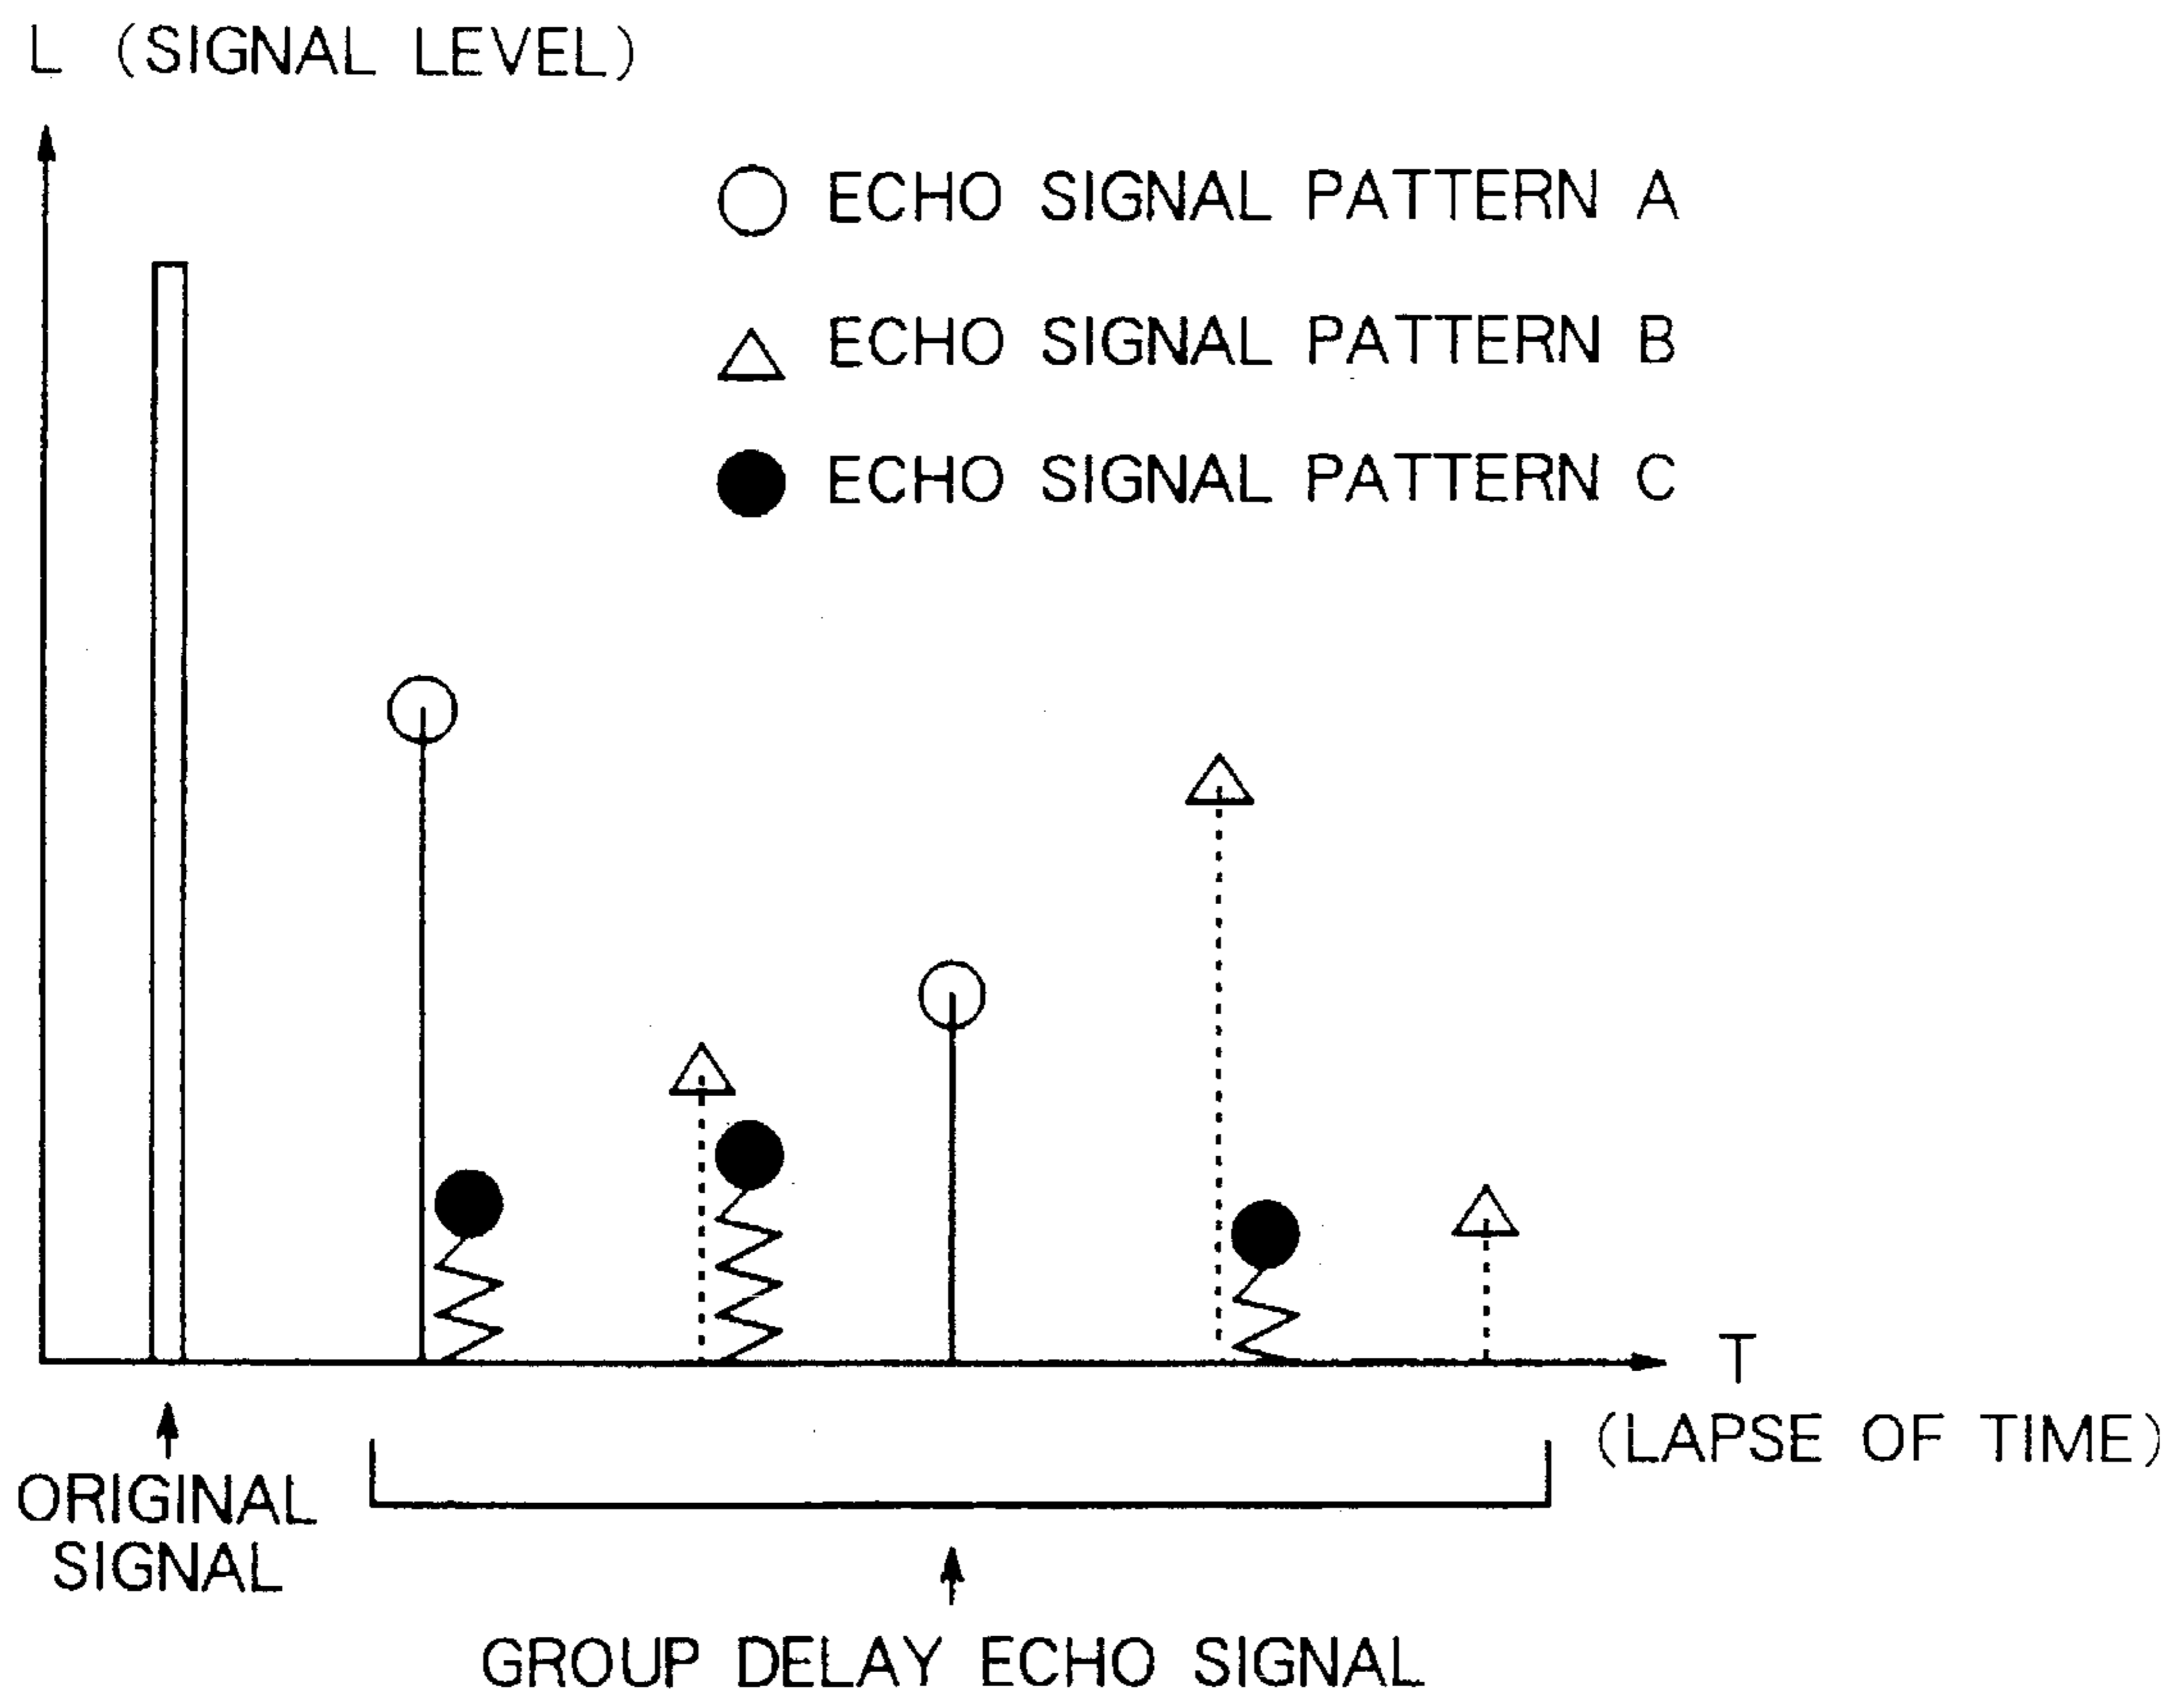 L (SIGNAL LEVEL)
ECHO SIGNAL PATTERN A
ECHO SIGNAL PATTERN B
ECHO SIGNAL PATTERN C
T
(LAPSE OF TIME)
ORIGINAL
SIGNAL
GROUP DELAY ECHO SIGNAL